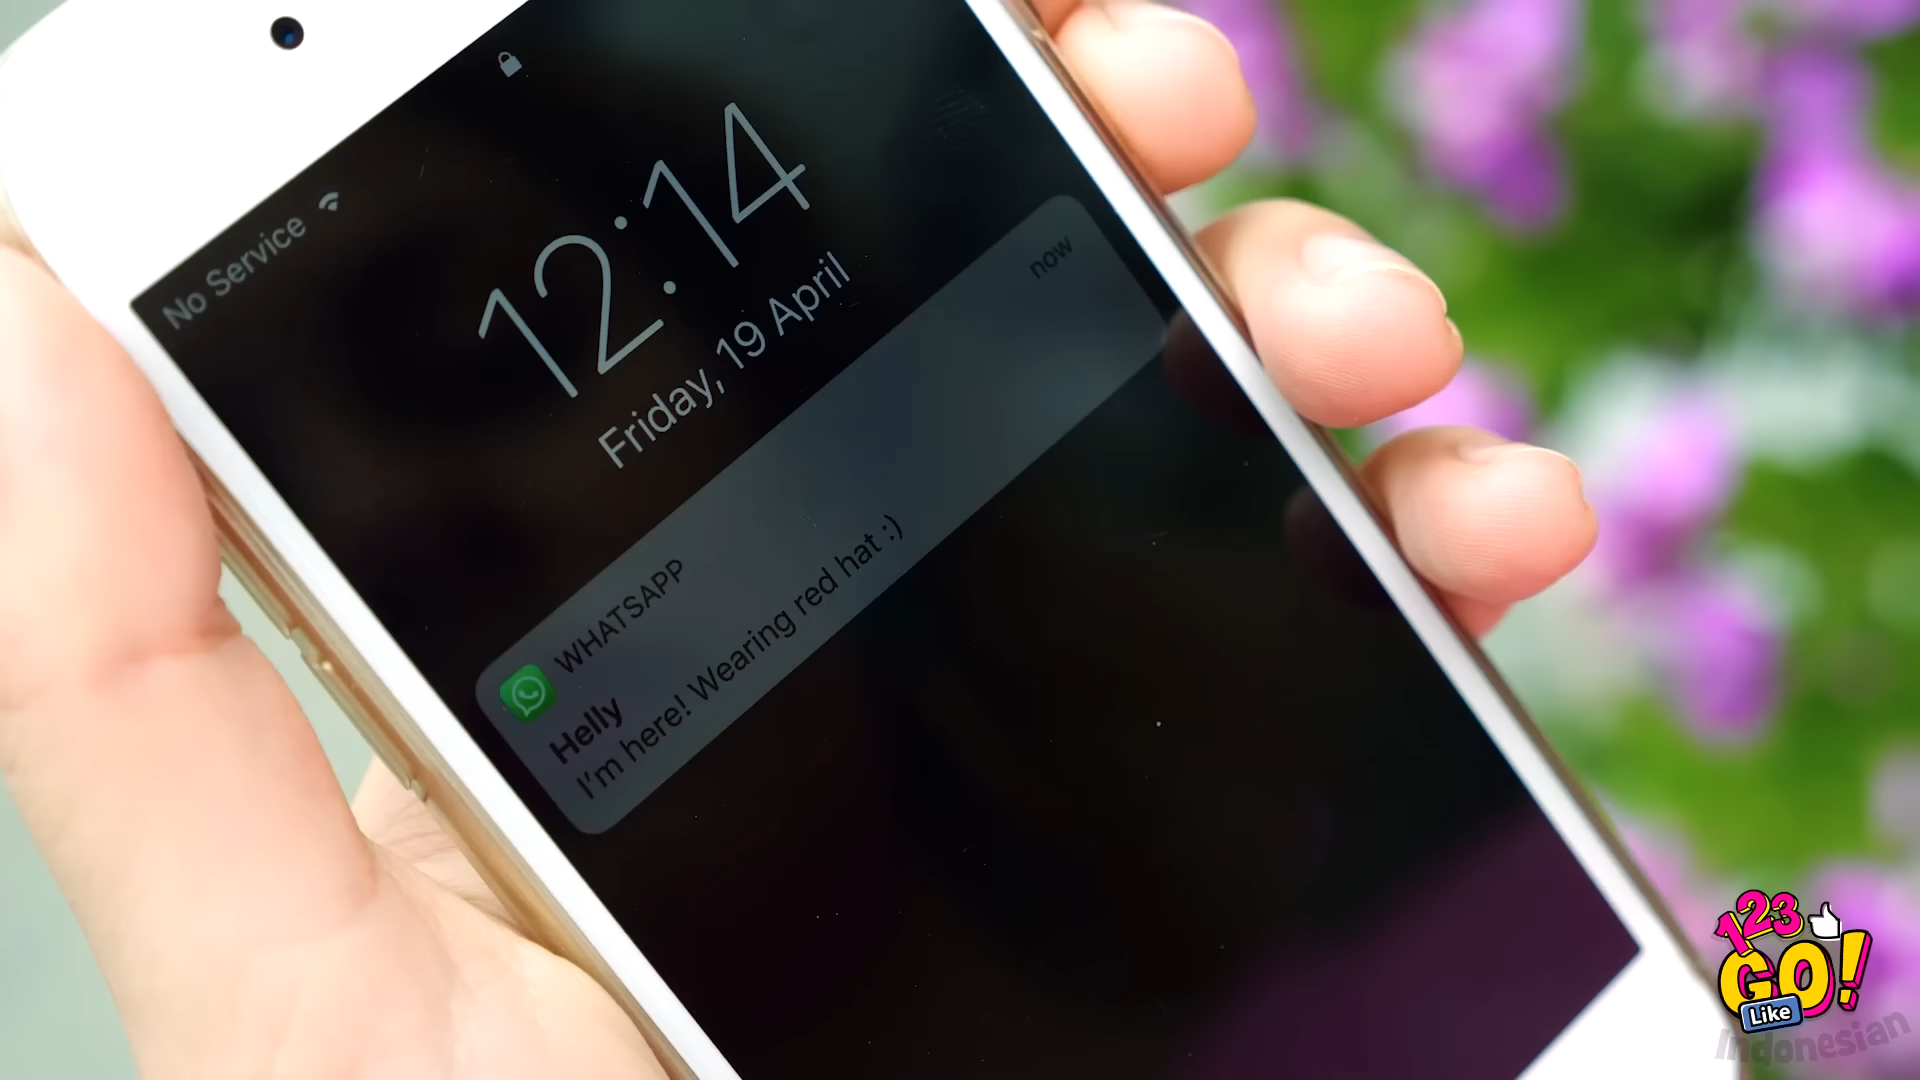 No Service
12:14
Friday, 19 April
WHATSAPP
now
Helly
I'm here! Wearing red hat :)
123
GO!
Like
Indonesian